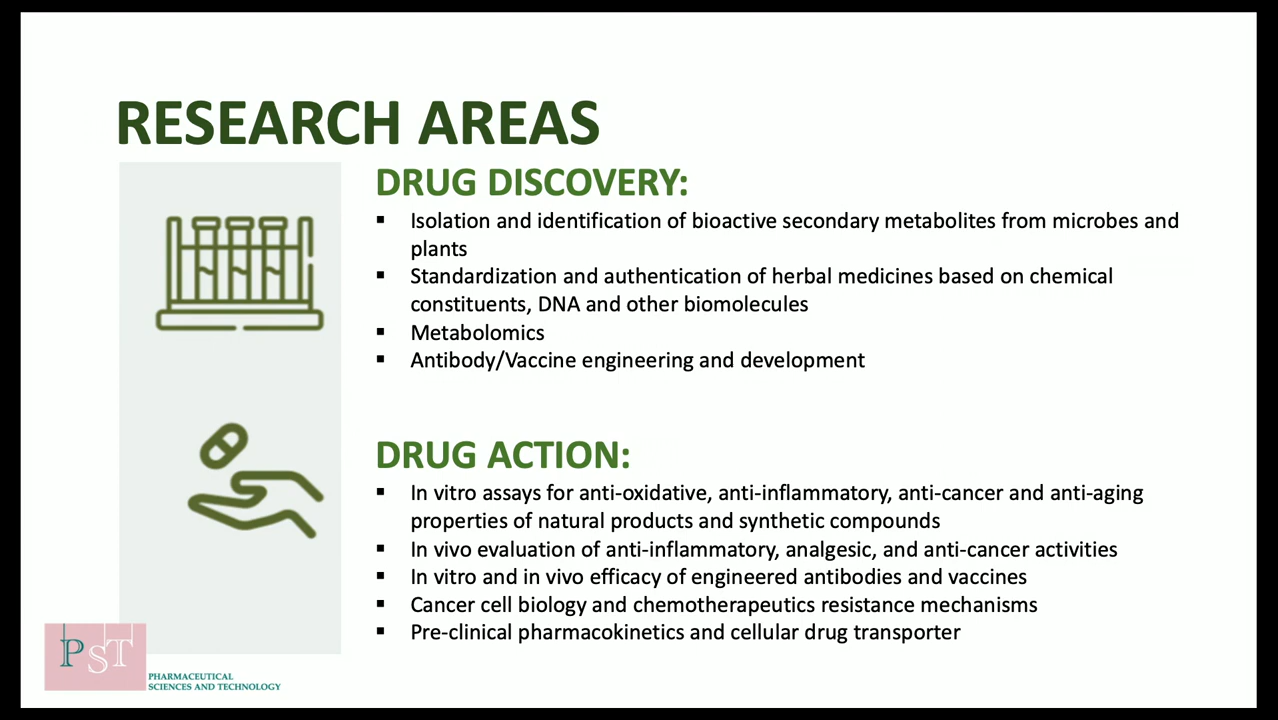 RESEARCH AREAS
DRUG DISCOVERY:
▪ Isolation and identification of bioactive secondary metabolites from microbes and
plants
▪ Standardization and authentication of herbal medicines based on chemical
constituents, DNA and other biomolecules
▪ Metabolomics
▪ Antibody/Vaccine engineering and development
DRUG ACTION:
▪ In vitro assays for anti-oxidative, anti-inflammatory, anti-cancer and anti-aging
properties of natural products and synthetic compounds
▪ In vivo evaluation of anti-inflammatory, analgesic, and anti-cancer activities
▪ In vitro and in vivo efficacy of engineered antibodies and vaccines
▪ Cancer cell biology and chemotherapeutics resistance mechanisms
▪ Pre-clinical pharmacokinetics and cellular drug transporter
PST
PHARMACEUTICAL
SCIENCES AND TECHNOLOGY